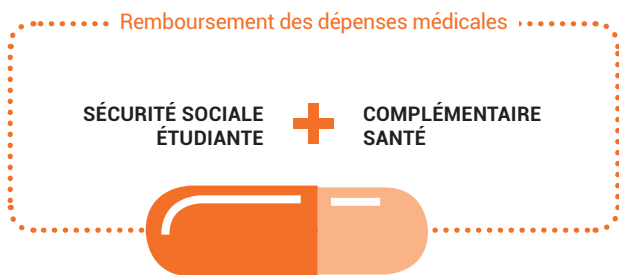 Remboursement des dépenses médicales
SÉCURITÉ SOCIALE
ÉTUDIANTE
COMPLÉMENTAIRE
SANTÉ